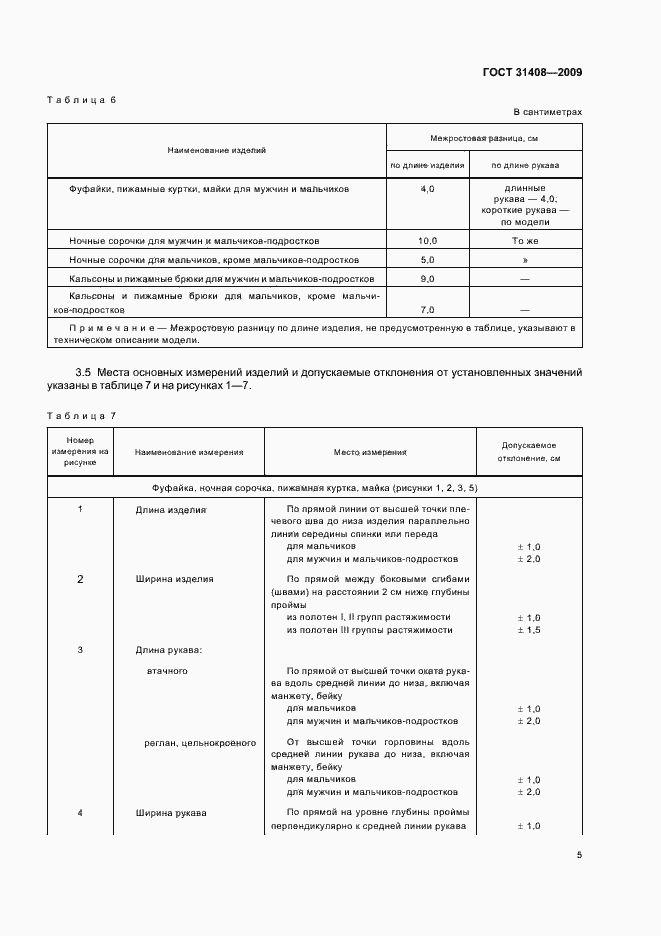 ГОСТ 31408—2009
Таблица 6
В сантиметрах
Наименование изделий
Межростовая разница, см
по длине изделия
по длине рукава
Фуфайки, пижамные куртки, майки для мужчин и мальчиков
4,0
длинные
рукава — 4,0;
короткие рукава —
по модели
Ночные сорочки для мужчин и мальчиков-подростков
10,0
То же
Ночные сорочки для мальчиков, кроме мальчиков-подростков
5,0
»
Кальсоны и пижамные брюки для мужчин и мальчиков-подростков
9,0
—
Кальсоны и пижамные брюки для мальчиков, кроме мальчи-
ков-подростков
7,0
—
Примечание — Межростовую разницу по длине изделия, не предусмотренную в таблице, указывают в
техническом описании модели.
3.5 Места основных измерений изделий и допускаемые отклонения от установленных значений
указаны в таблице 7 и на рисунках 1—7.
Таблица 7
Номер
измерения на
рисунке
Наименование измерения
Место измерения
Допускаемое
отклонение, см
Фуфайка, ночная сорочка, пижамная куртка, майка (рисунки 1, 2, 3, 5)
1
Длина изделия
По прямой линии от высшей точки пле-
чевого шва до низа изделия параллельно
линии середины спинки или переда
для мальчиков
± 1,0
для мужчин и мальчиков-подростков
± 2,0
2
Ширина изделия
По прямой между боковыми сгибами
(швами) на расстоянии 2 см ниже глубины
проймы
из полотен I, II групп растяжимости
± 1,0
из полотен III группы растяжимости
± 1,5
3
Длина рукава:
втачного
По прямой от высшей точки оката рука-
ва вдоль средней линии до низа, включая
манжету, бейку
для мальчиков
± 1,0
для мужчин и мальчиков-подростков
± 2,0
реглан, цельнокроеного
От высшей точки горловины вдоль
средней линии рукава до низа, включая
манжету, бейку
для мальчиков
± 1,0
для мужчин и мальчиков-подростков
± 2,0
4
Ширина рукава
По прямой на уровне глубины проймы
перпендикулярно к средней линии рукава
± 1,0
5